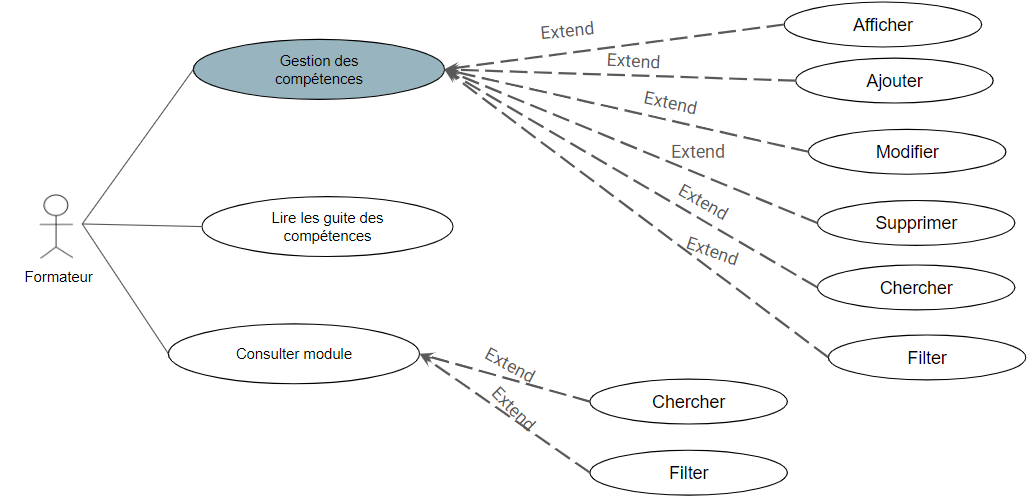 Extend
Afficher
Gestion des
compétences
Extend
Ajouter
Extend
Modifier
Extend
Supprimer
Lire les guite des
compétences
Extend
Chercher
Extend
Formateur
Consulter module
Filter
Extend
Chercher
Extend
Filter